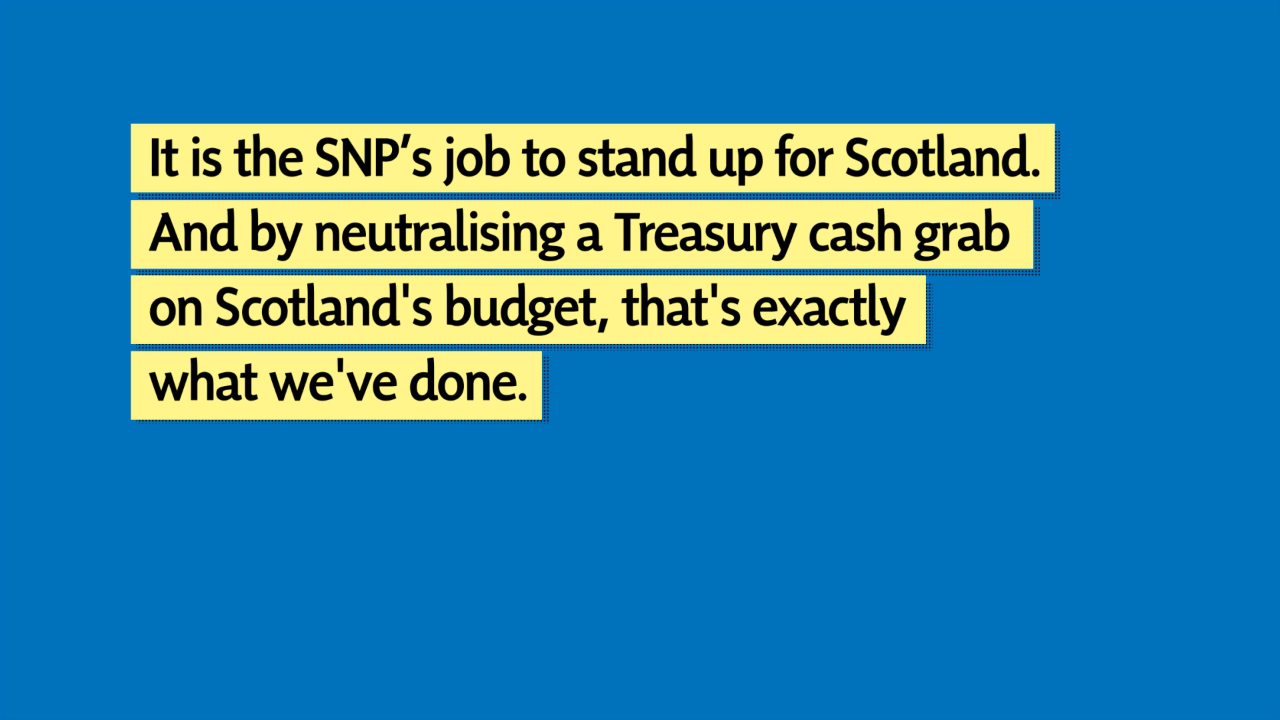 It is the SNP’s job to stand up for Scotland.
And by neutralising a Treasury cash grab
on Scotland's budget, that's exactly
what we've done.